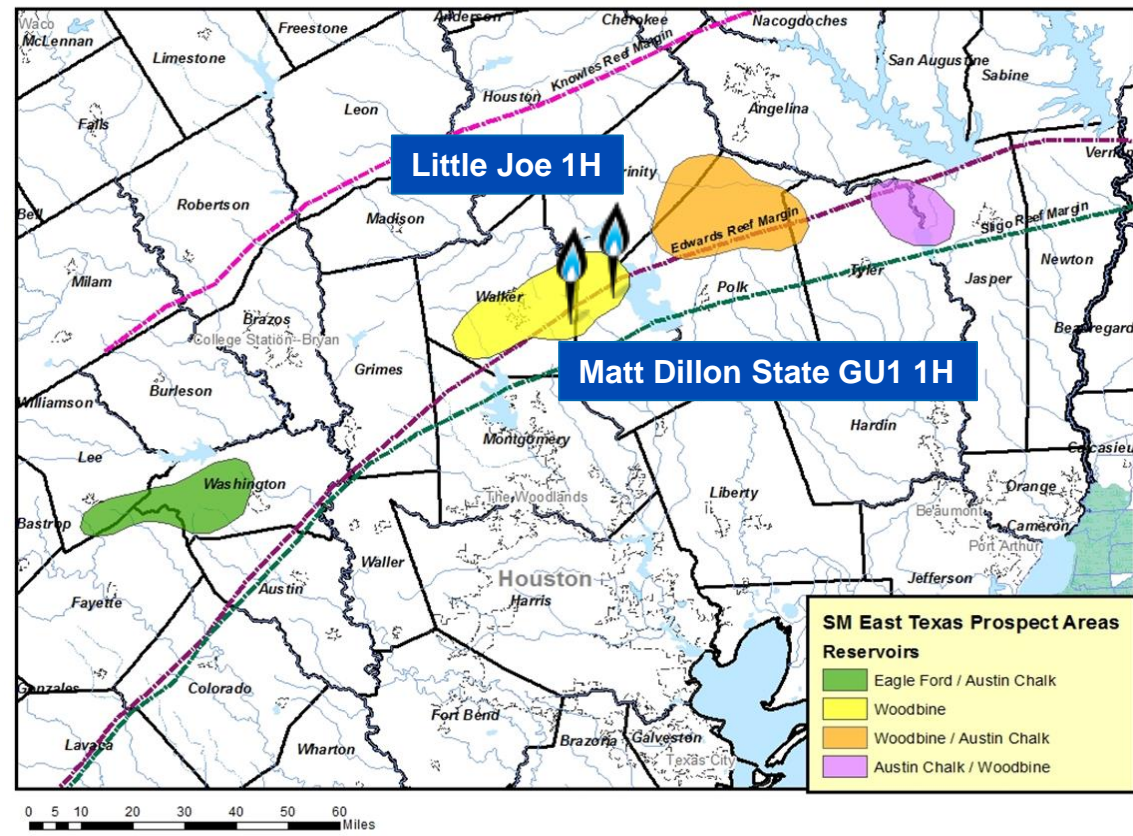 Waco
McLennan
Freestone
Anderson
Cherokee
Nacogdoches
Limestone
San Augustine
Sabine
Knowles Reef Margin
Houston
Leon
Angelina
Falls
Little Joe 1H
Vernon
Robertson
Bell
Madison
Edwards Reef Margin
Sligo Reef Margin
Newton
Milam
Walker
Polk
Tyler
Jasper
Brazos
College Station--Bryan
Grimes
Matt Dillon State GU1 1H
Burleson
Williamson
Hardin
Montgomery
Lee
Washington
The Woodlands
Liberty
Orange
Bastrop
Beaumont
Cameron
Port Arthur
Waller
Houston
Harris
Jefferson
Austin
Fayette
SM East Texas Prospect Areas
Reservoirs
Eagle Ford / Austin Chalk
Woodbine
Woodbine / Austin Chalk
Austin Chalk / Woodbine
Gonzales
Colorado
Fort Bend
Lavaca
Wharton
Brazoria
Galveston
Texas City
0 5 10 20 30 40 50 60
Miles